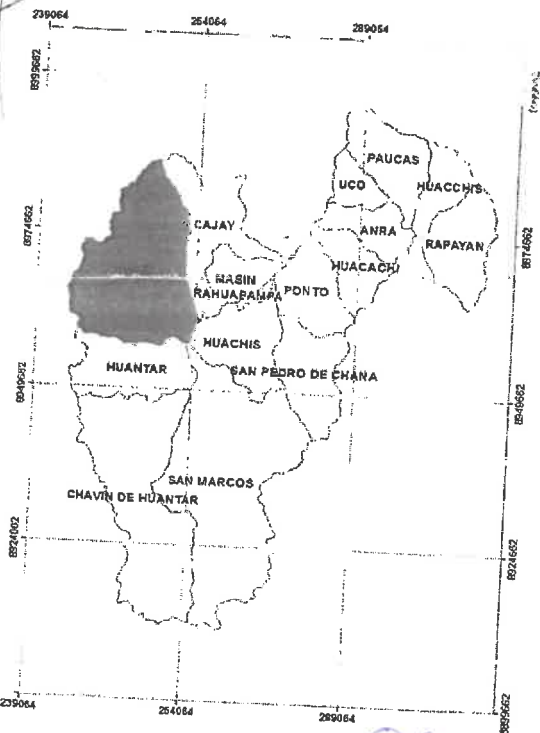 239064
254064
289064
8999662
PAUCAS
UCO
HUACCHIS
8974662
CAJAY
ANRA
RAPAYAN
8974662
HUACACHI
MASIN
RAHUAPAMPA
PONTO
HUACHIS
HUANTAR
SAN PEDRO DE CHANA
8949662
8949662
SAN MARCOS
CHAVIN DE HUANTAR
8924662
8924662
239064
254064
289064
8899662